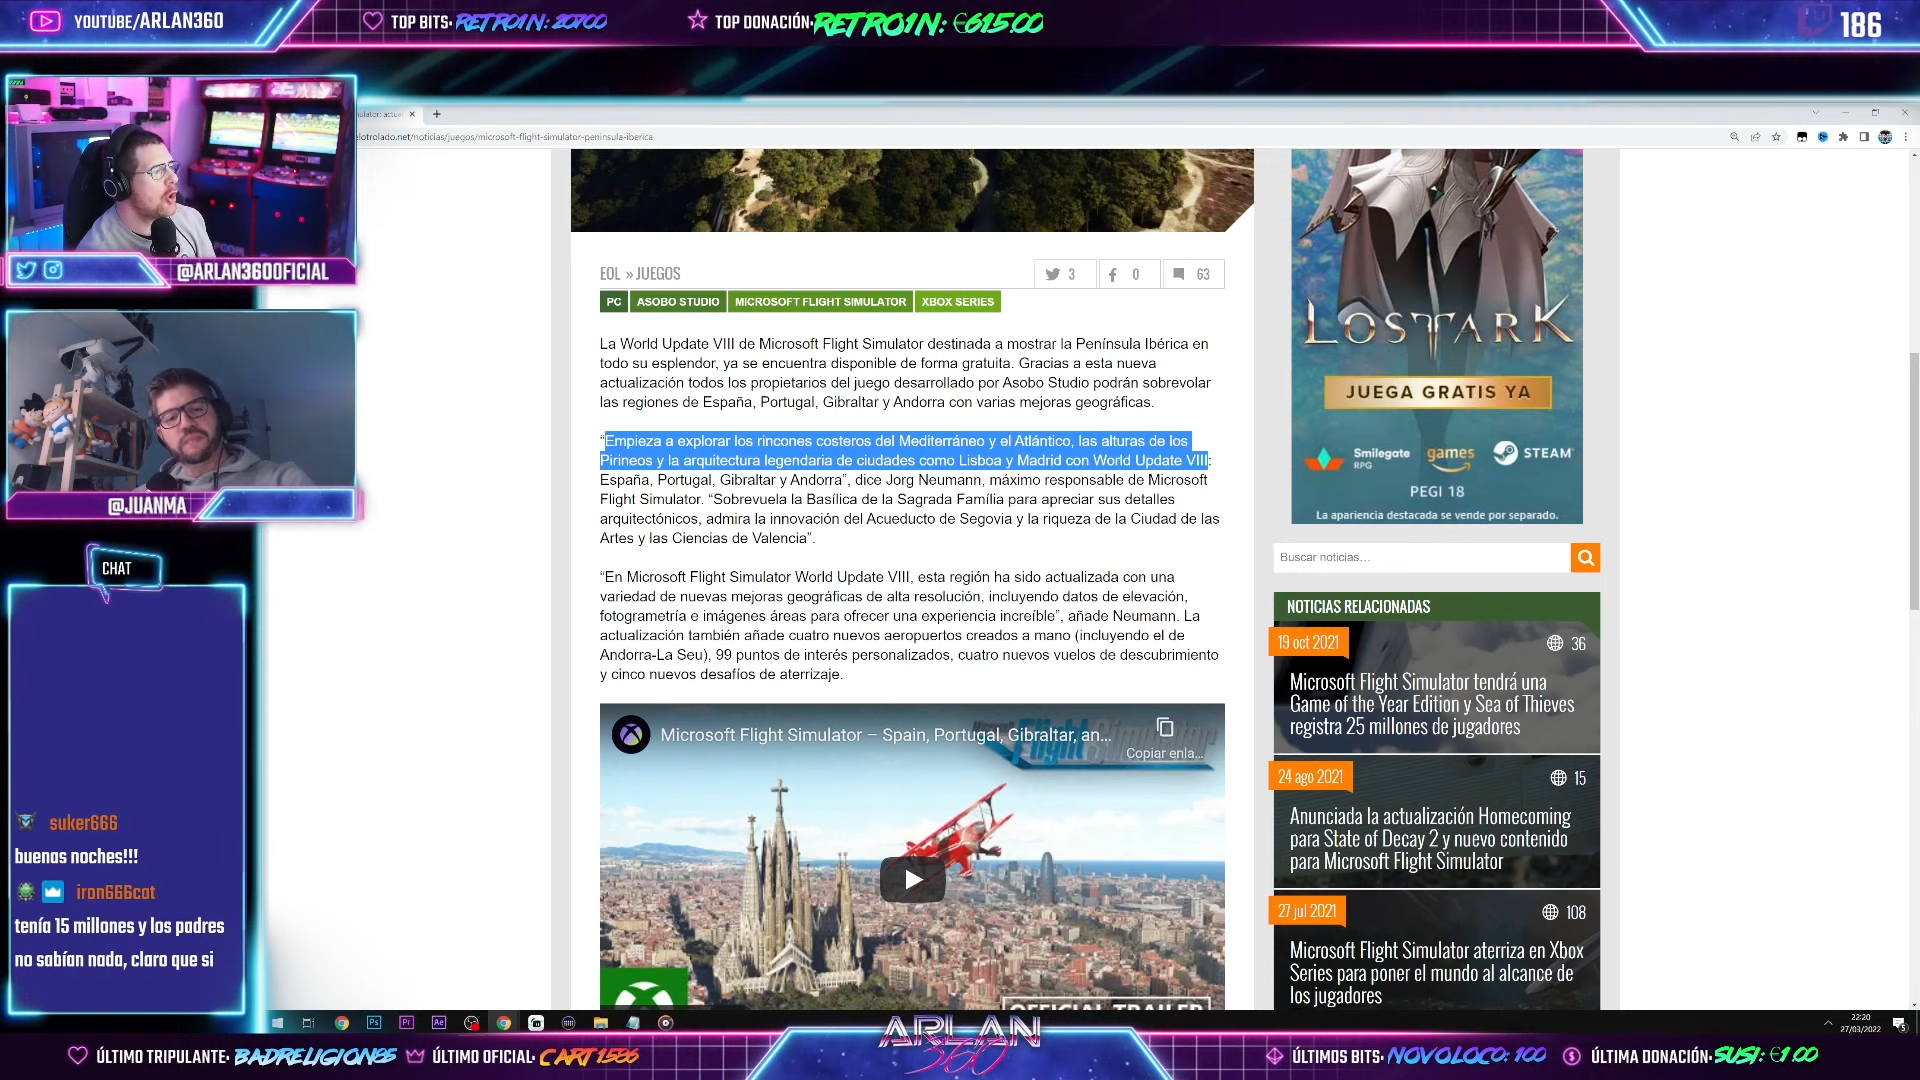 YOUTUBE/ARLAN360
TOP BITS: RETRO1N: 20700
TOP DONACIÓN: RETRO1N: €615.00
186
@ARLAN360OFICIAL
@JUANMA
CHAT
suker666
buenas noches!!!
iron666cat
tenía 15 millones y los padres
no sabían nada, claro que si
elotrolado.net/noticias/juegos/microsoft-flight-simulator-peninsula-iberica
EOL » JUEGOS
3
0
63
PC
ASOBO STUDIO
MICROSOFT FLIGHT SIMULATOR
XBOX SERIES
La World Update VIII de Microsoft Flight Simulator destinada a mostrar la Península Ibérica en
todo su esplendor, ya se encuentra disponible de forma gratuita. Gracias a esta nueva
actualización todos los propietarios del juego desarrollado por Asobo Studio podrán sobrevolar
las regiones de España, Portugal, Gibraltar y Andorra con varias mejoras geográficas.
“Empieza a explorar los rincones costeros del Mediterráneo y el Atlántico, las alturas de los
Pirineos y la arquitectura legendaria de ciudades como Lisboa y Madrid con World Update VIII:
España, Portugal, Gibraltar y Andorra”, dice Jorg Neumann, máximo responsable de Microsoft
Flight Simulator. “Sobrevuela la Basílica de la Sagrada Família para apreciar sus detalles
arquitectónicos, admira la innovación del Acueducto de Segovia y la riqueza de la Ciudad de las
Artes y las Ciencias de Valencia”.
“En Microsoft Flight Simulator World Update VIII, esta región ha sido actualizada con una
variedad de nuevas mejoras geográficas de alta resolución, incluyendo datos de elevación,
fotogrametría e imágenes áreas para ofrecer una experiencia increíble”, añade Neumann. La
actualización también añade cuatro nuevos aeropuertos creados a mano (incluyendo el de
Andorra-La Seu), 99 puntos de interés personalizados, cuatro nuevos vuelos de descubrimiento
y cinco nuevos desafíos de aterrizaje.
Microsoft Flight Simulator – Spain, Portugal, Gibraltar, an...
Copiar enla...
OFFICIAL TRAILER
LOST ARK
JUEGA GRATIS YA
Smilegate RPG
games
STEAM
PEGI 18
La apariencia destacada se vende por separado.
Buscar noticias...
NOTICIAS RELACIONADAS
19 oct 2021
36
Microsoft Flight Simulator tendrá una
Game of the Year Edition y Sea of Thieves
registra 25 millones de jugadores
24 ago 2021
15
Anunciada la actualización Homecoming
para State of Decay 2 y nuevo contenido
para Microsoft Flight Simulator
27 jul 2021
108
Microsoft Flight Simulator aterriza en Xbox
Series para poner el mundo al alcance de
los jugadores
22:20
27/03/2022
ÚLTIMO TRIPULANTE: BADRELIGION85
ÚLTIMO OFICIAL: CART1586
ARLAN
360
ÚLTIMOS BITS: NOVOLOCO: 100
ÚLTIMA DONACIÓN: SUSI: €1.00